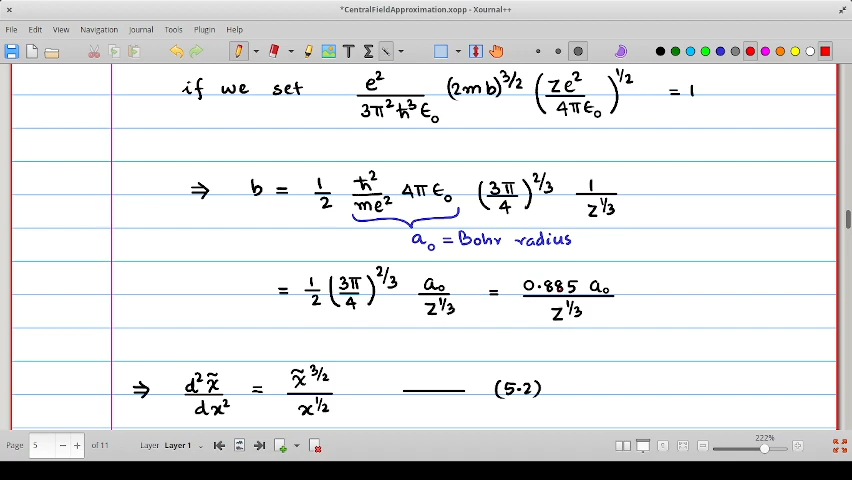 *CentralFieldApproximation.xopp - Xournal++
File Edit View Navigation Journal Tools Plugin Help
if we set e²/(3π²ħ³ε₀) (2mb)^3/2 (Ze²/4πε₀)^1/2 = 1
⇒ b = 1/2 ħ²/me² 4πε₀ (3π/4)^2/3 1/Z^1/3
a₀ = Bohr radius
= 1/2 (3π/4)^2/3 a₀/Z^1/3 = 0.885 a₀/Z^1/3
⇒ d²χ̃/dx² = χ̃^3/2/x^1/2 —— (5.2)
Page 5 of 11 Layer Layer 1 222%